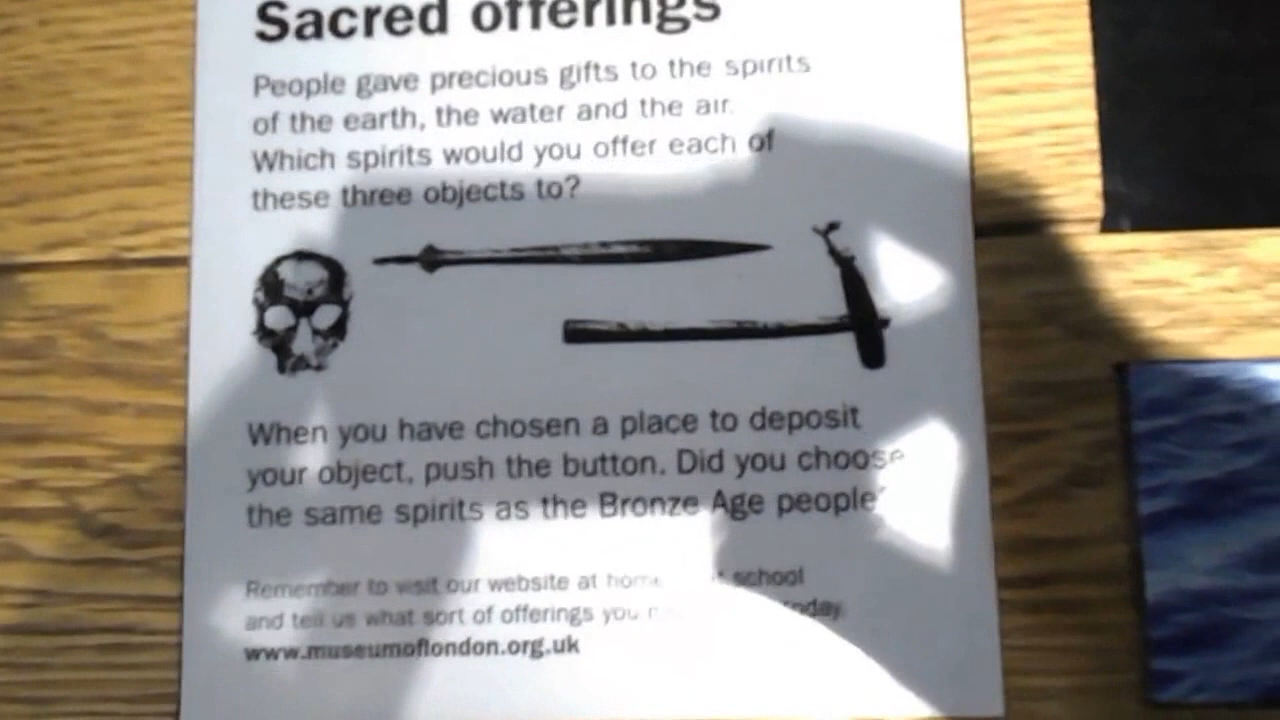 Sacred offerings
People gave precious gifts to the spirits
of the earth, the water and the air.
Which spirits would you offer each of
these three objects to?
When you have chosen a place to deposit
your object, push the button. Did you choose
the same spirits as the Bronze Age people
Remember to visit our website at home school
and tell us what sort of offerings you
www.museumoflondon.org.uk